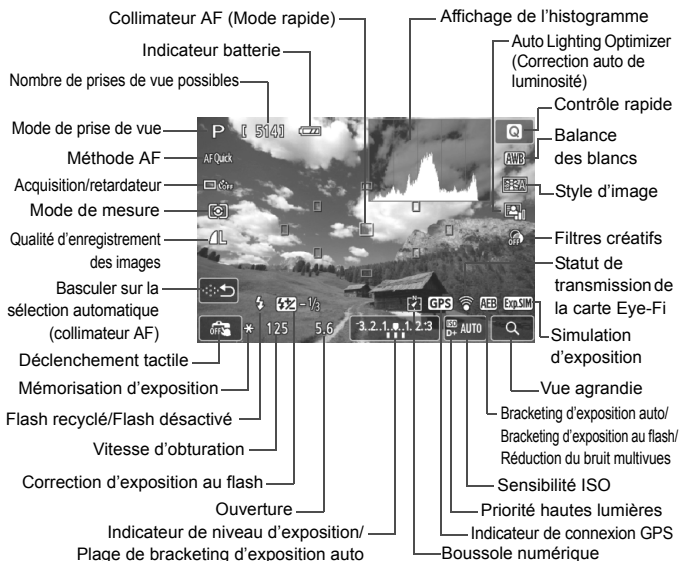 Collimateur AF (Mode rapide)
Indicateur batterie
Nombre de prises de vue possibles
Mode de prise de vue
Méthode AF
Acquisition/retardateur
Mode de mesure
Qualité d'enregistrement
des images
Basculer sur la
sélection automatique
(collimateur AF)
Déclenchement tactile
Mémorisation d'exposition
Flash recyclé/Flash désactivé
Vitesse d'obturation
Correction d'exposition au flash
Ouverture
Indicateur de niveau d'exposition/
Plage de bracketing d'exposition auto
Affichage de l'histogramme
Auto Lighting Optimizer
(Correction auto de
luminosité)
Contrôle rapide
Balance
des blancs
Style d'image
Filtres créatifs
Statut de
transmission de
la carte Eye-Fi
Simulation
d'exposition
Vue agrandie
Bracketing d'exposition auto/
Bracketing d'exposition au flash/
Réduction du bruit multivues
Sensibilité ISO
Priorité hautes lumières
Indicateur de connexion GPS
Boussole numérique
P [ 514]
Q
AF Quick
AWB
OFF
L
OFF
-1/3
GPS
AEB
Exp.SIM
OFF
* 125 5.6
-3..2..1..0..1..2.:3
ISO
D+ AUTO